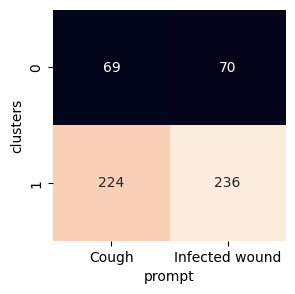 0
69 70
clusters
1
224 236
Cough Infected wound
prompt